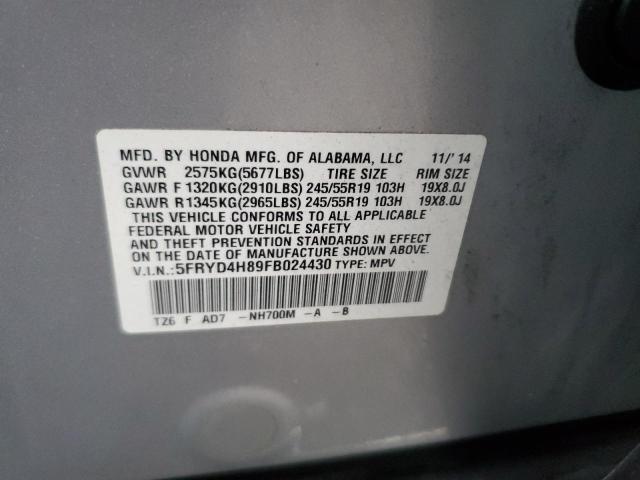 MFD. BY HONDA MFG. OF ALABAMA, LLC 11/'14
GVWR 2575KG(5677LBS) TIRE SIZE RIM SIZE
GAWR F 1320KG(2910LBS) 245/55R19 103H 19X8.0J
GAWR R 1345KG(2965LBS) 245/55R19 103H 19X8.0J
THIS VEHICLE CONFORMS TO ALL APPLICABLE
FEDERAL MOTOR VEHICLE SAFETY
AND THEFT PREVENTION STANDARDS IN EFFECT
ON THE DATE OF MANUFACTURE SHOWN ABOVE.
V.I.N.:5FRYD4H89FB024430 TYPE: MPV
TZ6 F AD7 -NH700M -A -B